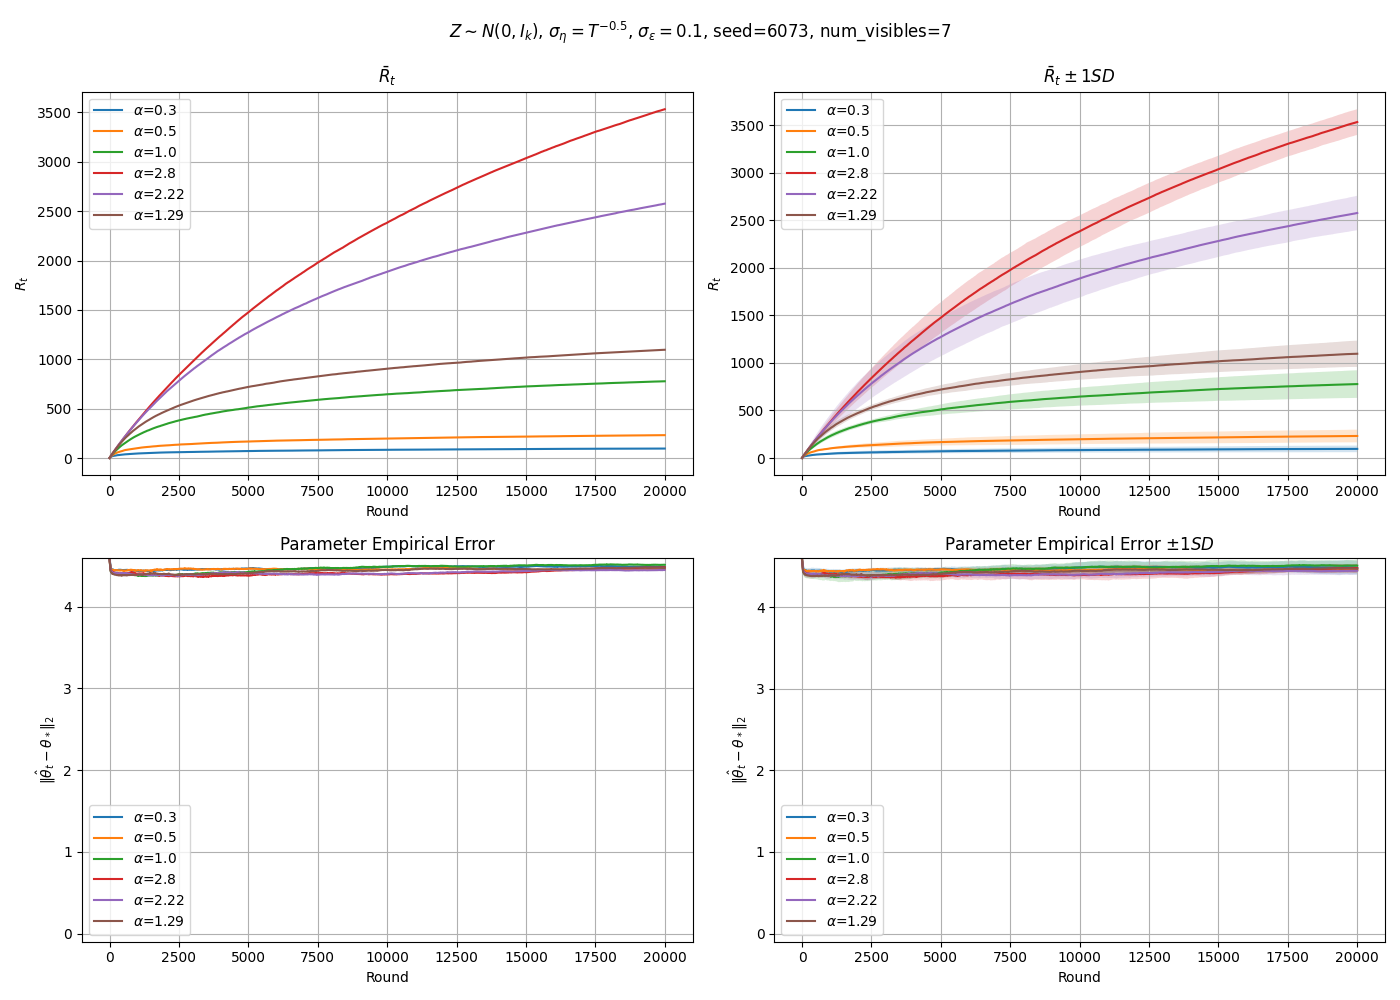 Z ∼ N(0, I_k), σ_η = T^{−0.5}, σ_ε = 0.1, seed=6073, num_visibles=7
R̄_t
R_t
3500
3000
2500
2000
1500
1000
500
0
α=0.3
α=0.5
α=1.0
α=2.8
α=2.22
α=1.29
0 2500 5000 7500 10000 12500 15000 17500 20000
Round
R̄_t ± 1SD
R_t
3500
3000
2500
2000
1500
1000
500
0
α=0.3
α=0.5
α=1.0
α=2.8
α=2.22
α=1.29
0 2500 5000 7500 10000 12500 15000 17500 20000
Round
Parameter Empirical Error
‖θ̂_t − θ_*‖_2
4
3
2
1
0
α=0.3
α=0.5
α=1.0
α=2.8
α=2.22
α=1.29
0 2500 5000 7500 10000 12500 15000 17500 20000
Round
Parameter Empirical Error ±1SD
‖θ̂_t − θ_*‖_2
4
3
2
1
0
α=0.3
α=0.5
α=1.0
α=2.8
α=2.22
α=1.29
0 2500 5000 7500 10000 12500 15000 17500 20000
Round